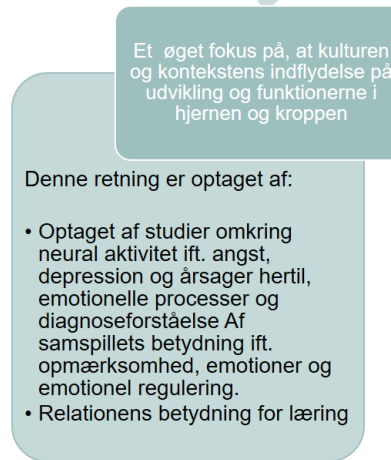 Et øget fokus på, at kulturen
og kontekstens indflydelse på
udvikling og funktionerne i
hjernen og kroppen
Denne retning er optaget af:
• Optaget af studier omkring
neural aktivitet ift. angst,
depression og årsager hertil,
emotionelle processer og
diagnoseforståelse Af
samspillets betydning ift.
opmærksomhed, emotioner og
emotionel regulering.
• Relationens betydning for læring